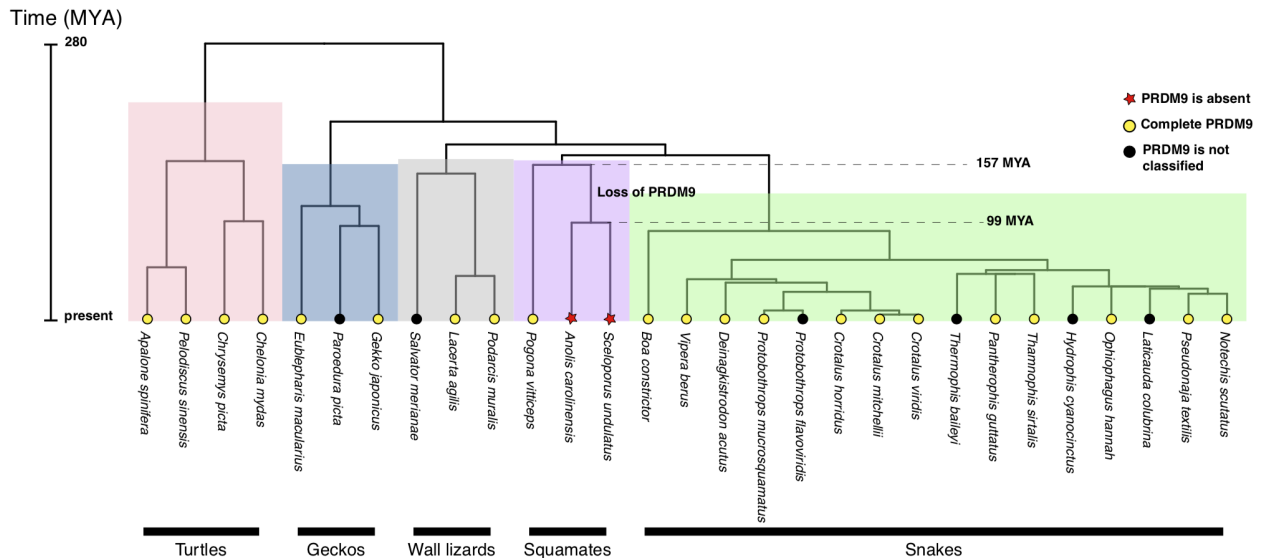 Time (MYA)
280
present
PRDM9 is absent
Complete PRDM9
PRDM9 is not
classified
157 MYA
Loss of PRDM9
99 MYA
Apalone spinifera
Pelodiscus sinensis
Chrysemys picta
Chelonia mydas
Eublepharis macularius
Paroedura picta
Gekko japonicus
Salvator merianae
Lacerta agilis
Podarcis muralis
Pogona vitticeps
Anolis carolinensis
Sceloporus undulatus
Boa constrictor
Vipera berus
Deinagkistrodon acutus
Protobothrops mucrosquamatus
Protobothrops flavoviridis
Crotalus horridus
Crotalus mitchellii
Crotalus viridis
Thermophis baileyi
Pantherophis guttatus
Thamnophis sirtalis
Hydrophis cyanocinctus
Ophiophagus hannah
Laticauda colubrina
Pseudonaja textilis
Notechis scutatus
Turtles
Geckos
Wall lizards
Squamates
Snakes